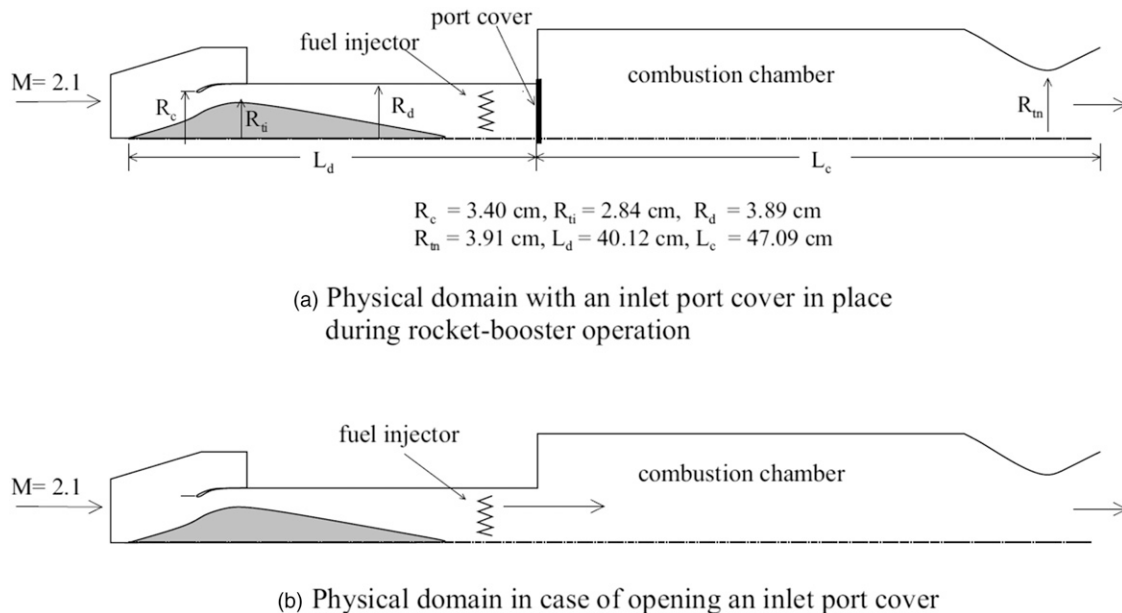 port cover
fuel injector
combustion chamber
M= 2.1
R_c
R_ti
R_d
R_tn
L_d
L_c
R_c = 3.40 cm, R_ti = 2.84 cm, R_d = 3.89 cm
R_tn = 3.91 cm, L_d = 40.12 cm, L_c = 47.09 cm
(a) Physical domain with an inlet port cover in place
during rocket-booster operation
fuel injector
combustion chamber
M= 2.1
(b) Physical domain in case of opening an inlet port cover